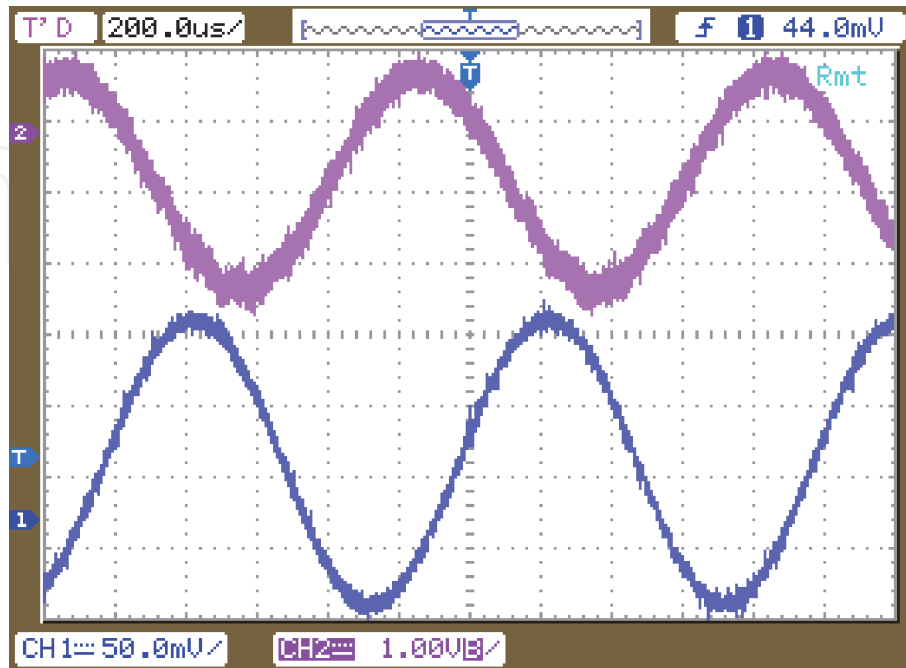 T’D 200.0us/ T 1 44.0mV
T Rmt
2
T
1
CH1 50.0mV/ CH2 1.00VB/